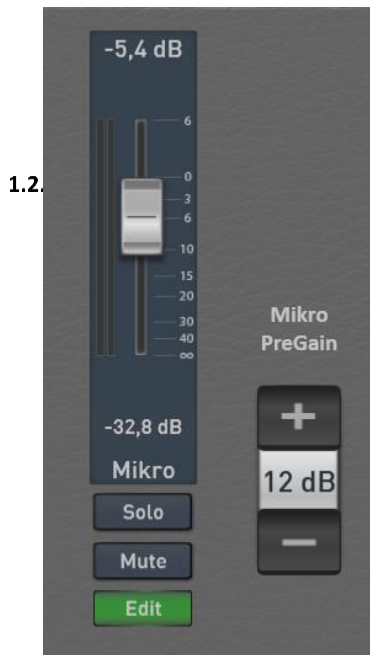 -5,4 dB
6
0
1.2.
3
6
10
15
20
30
40
∞
Mikro
PreGain
+
-32,8 dB
Mikro
12 dB
Solo
Mute
−
Edit